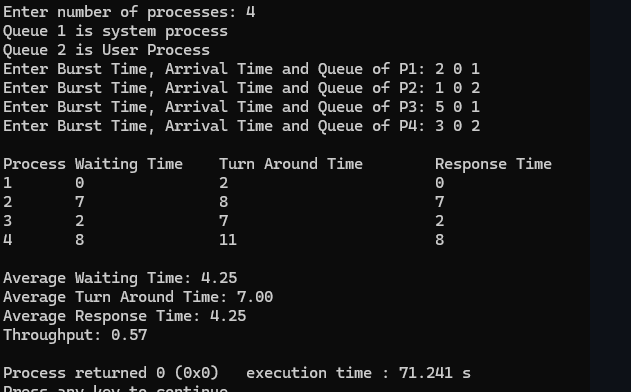 Enter number of processes: 4
Queue 1 is system process
Queue 2 is User Process
Enter Burst Time, Arrival Time and Queue of P1: 2 0 1
Enter Burst Time, Arrival Time and Queue of P2: 1 0 2
Enter Burst Time, Arrival Time and Queue of P3: 5 0 1
Enter Burst Time, Arrival Time and Queue of P4: 3 0 2
Process Waiting Time Turn Around Time Response Time
1 0 2 0
2 7 8 7
3 2 7 2
4 8 11 8
Average Waiting Time: 4.25
Average Turn Around Time: 7.00
Average Response Time: 4.25
Throughput: 0.57
Process returned 0 (0x0) execution time : 71.241 s
Press any key to continue